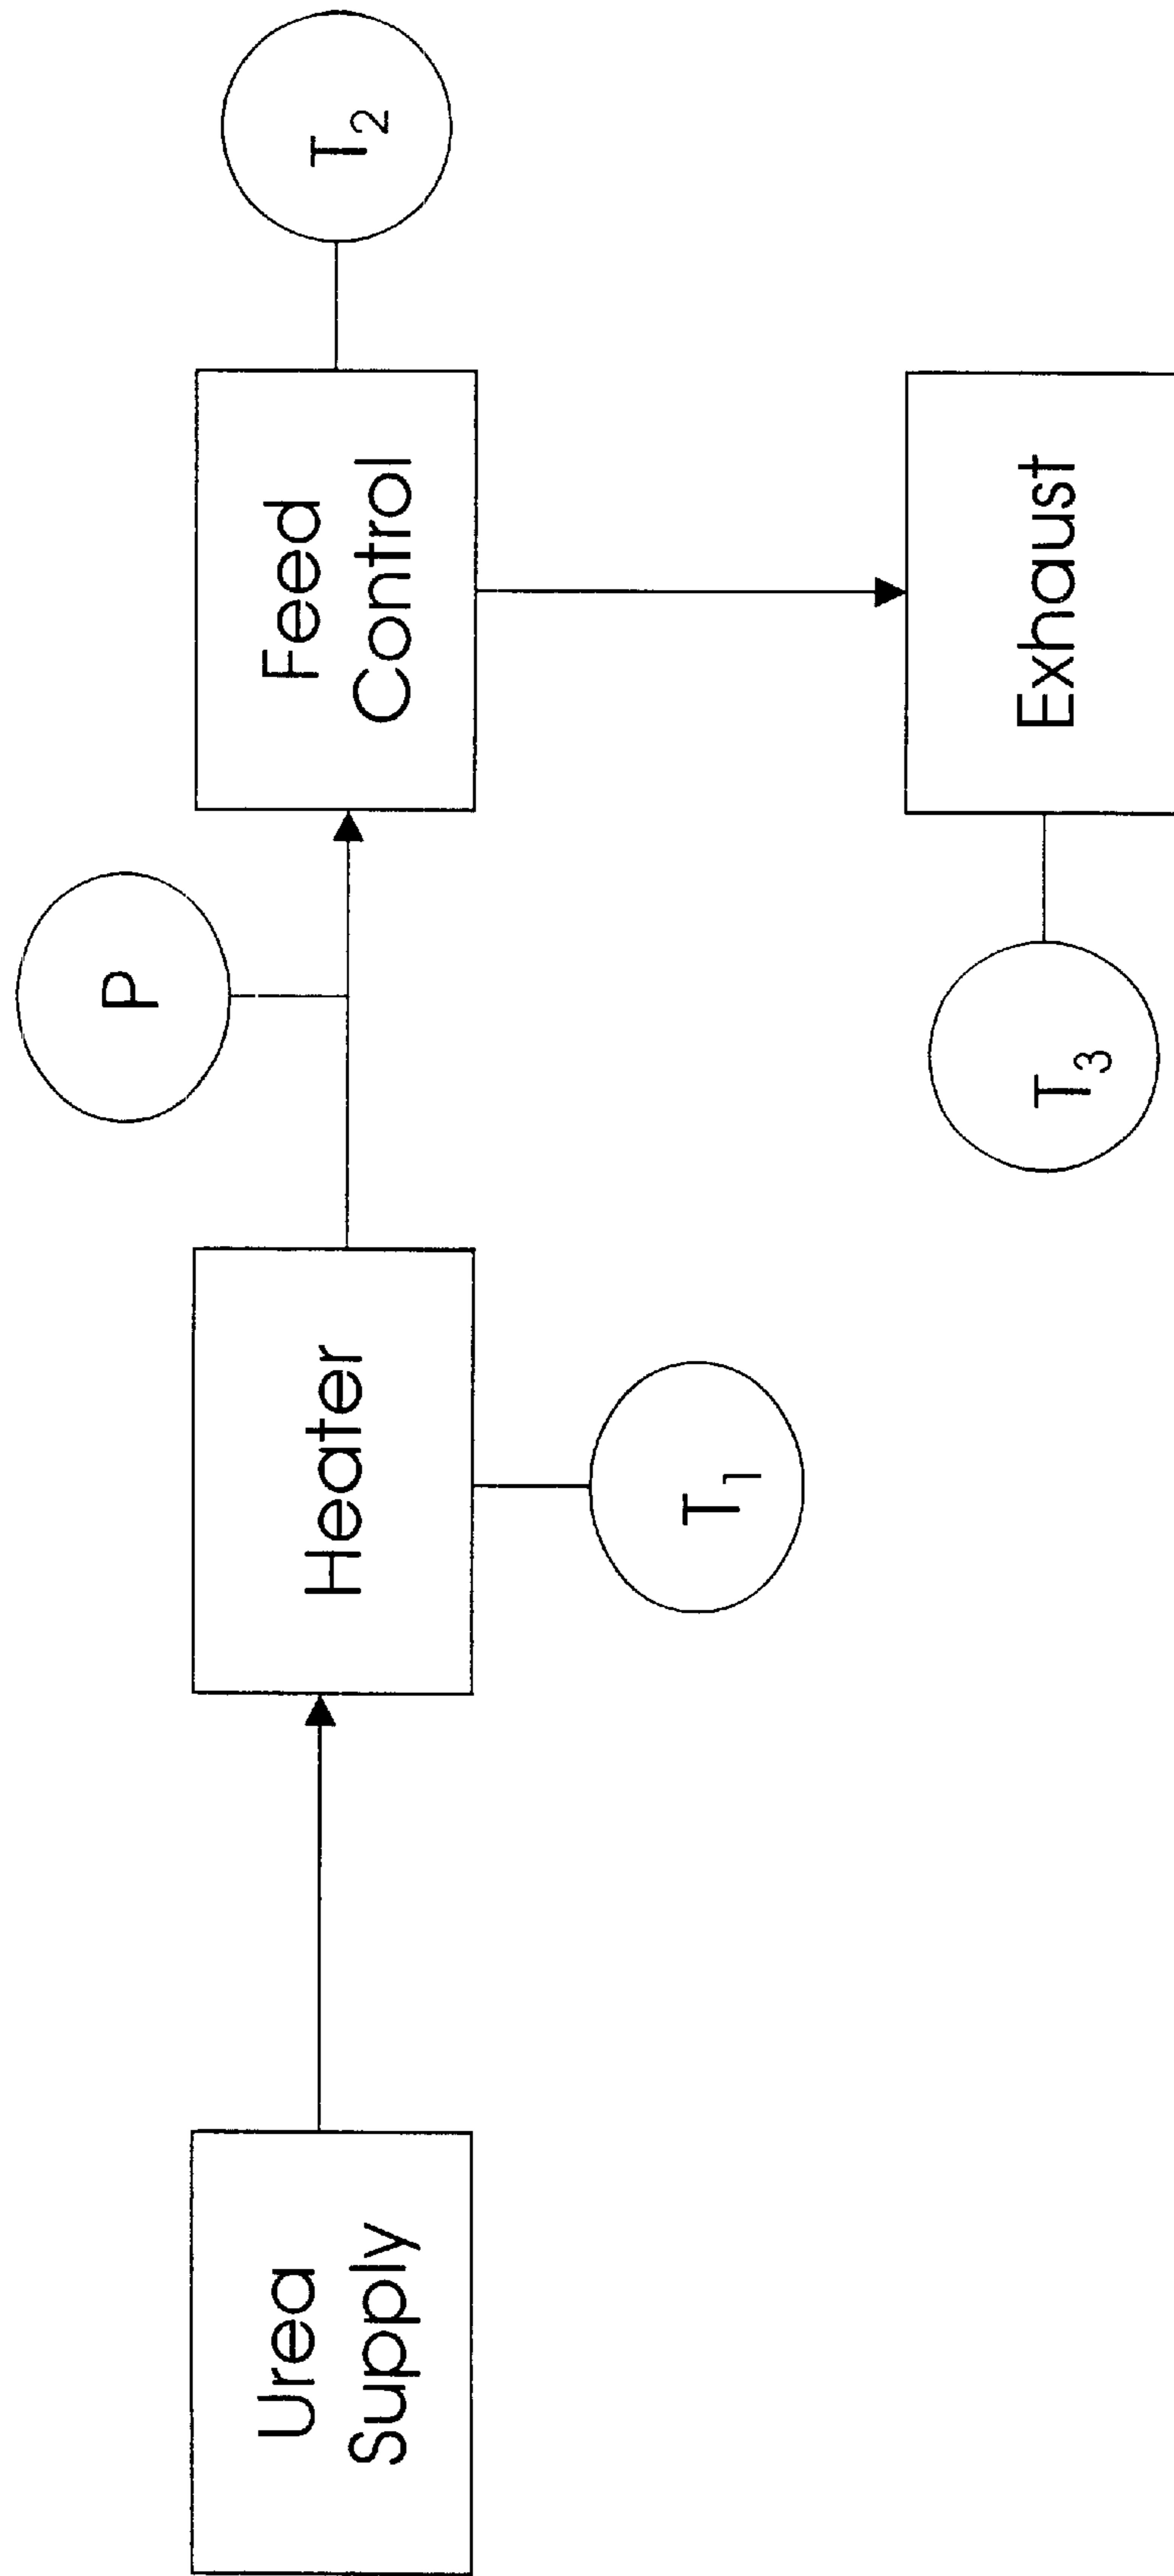 Urea
Supply
Heater
T1
P
Feed
Control
T2
Exhaust
T3